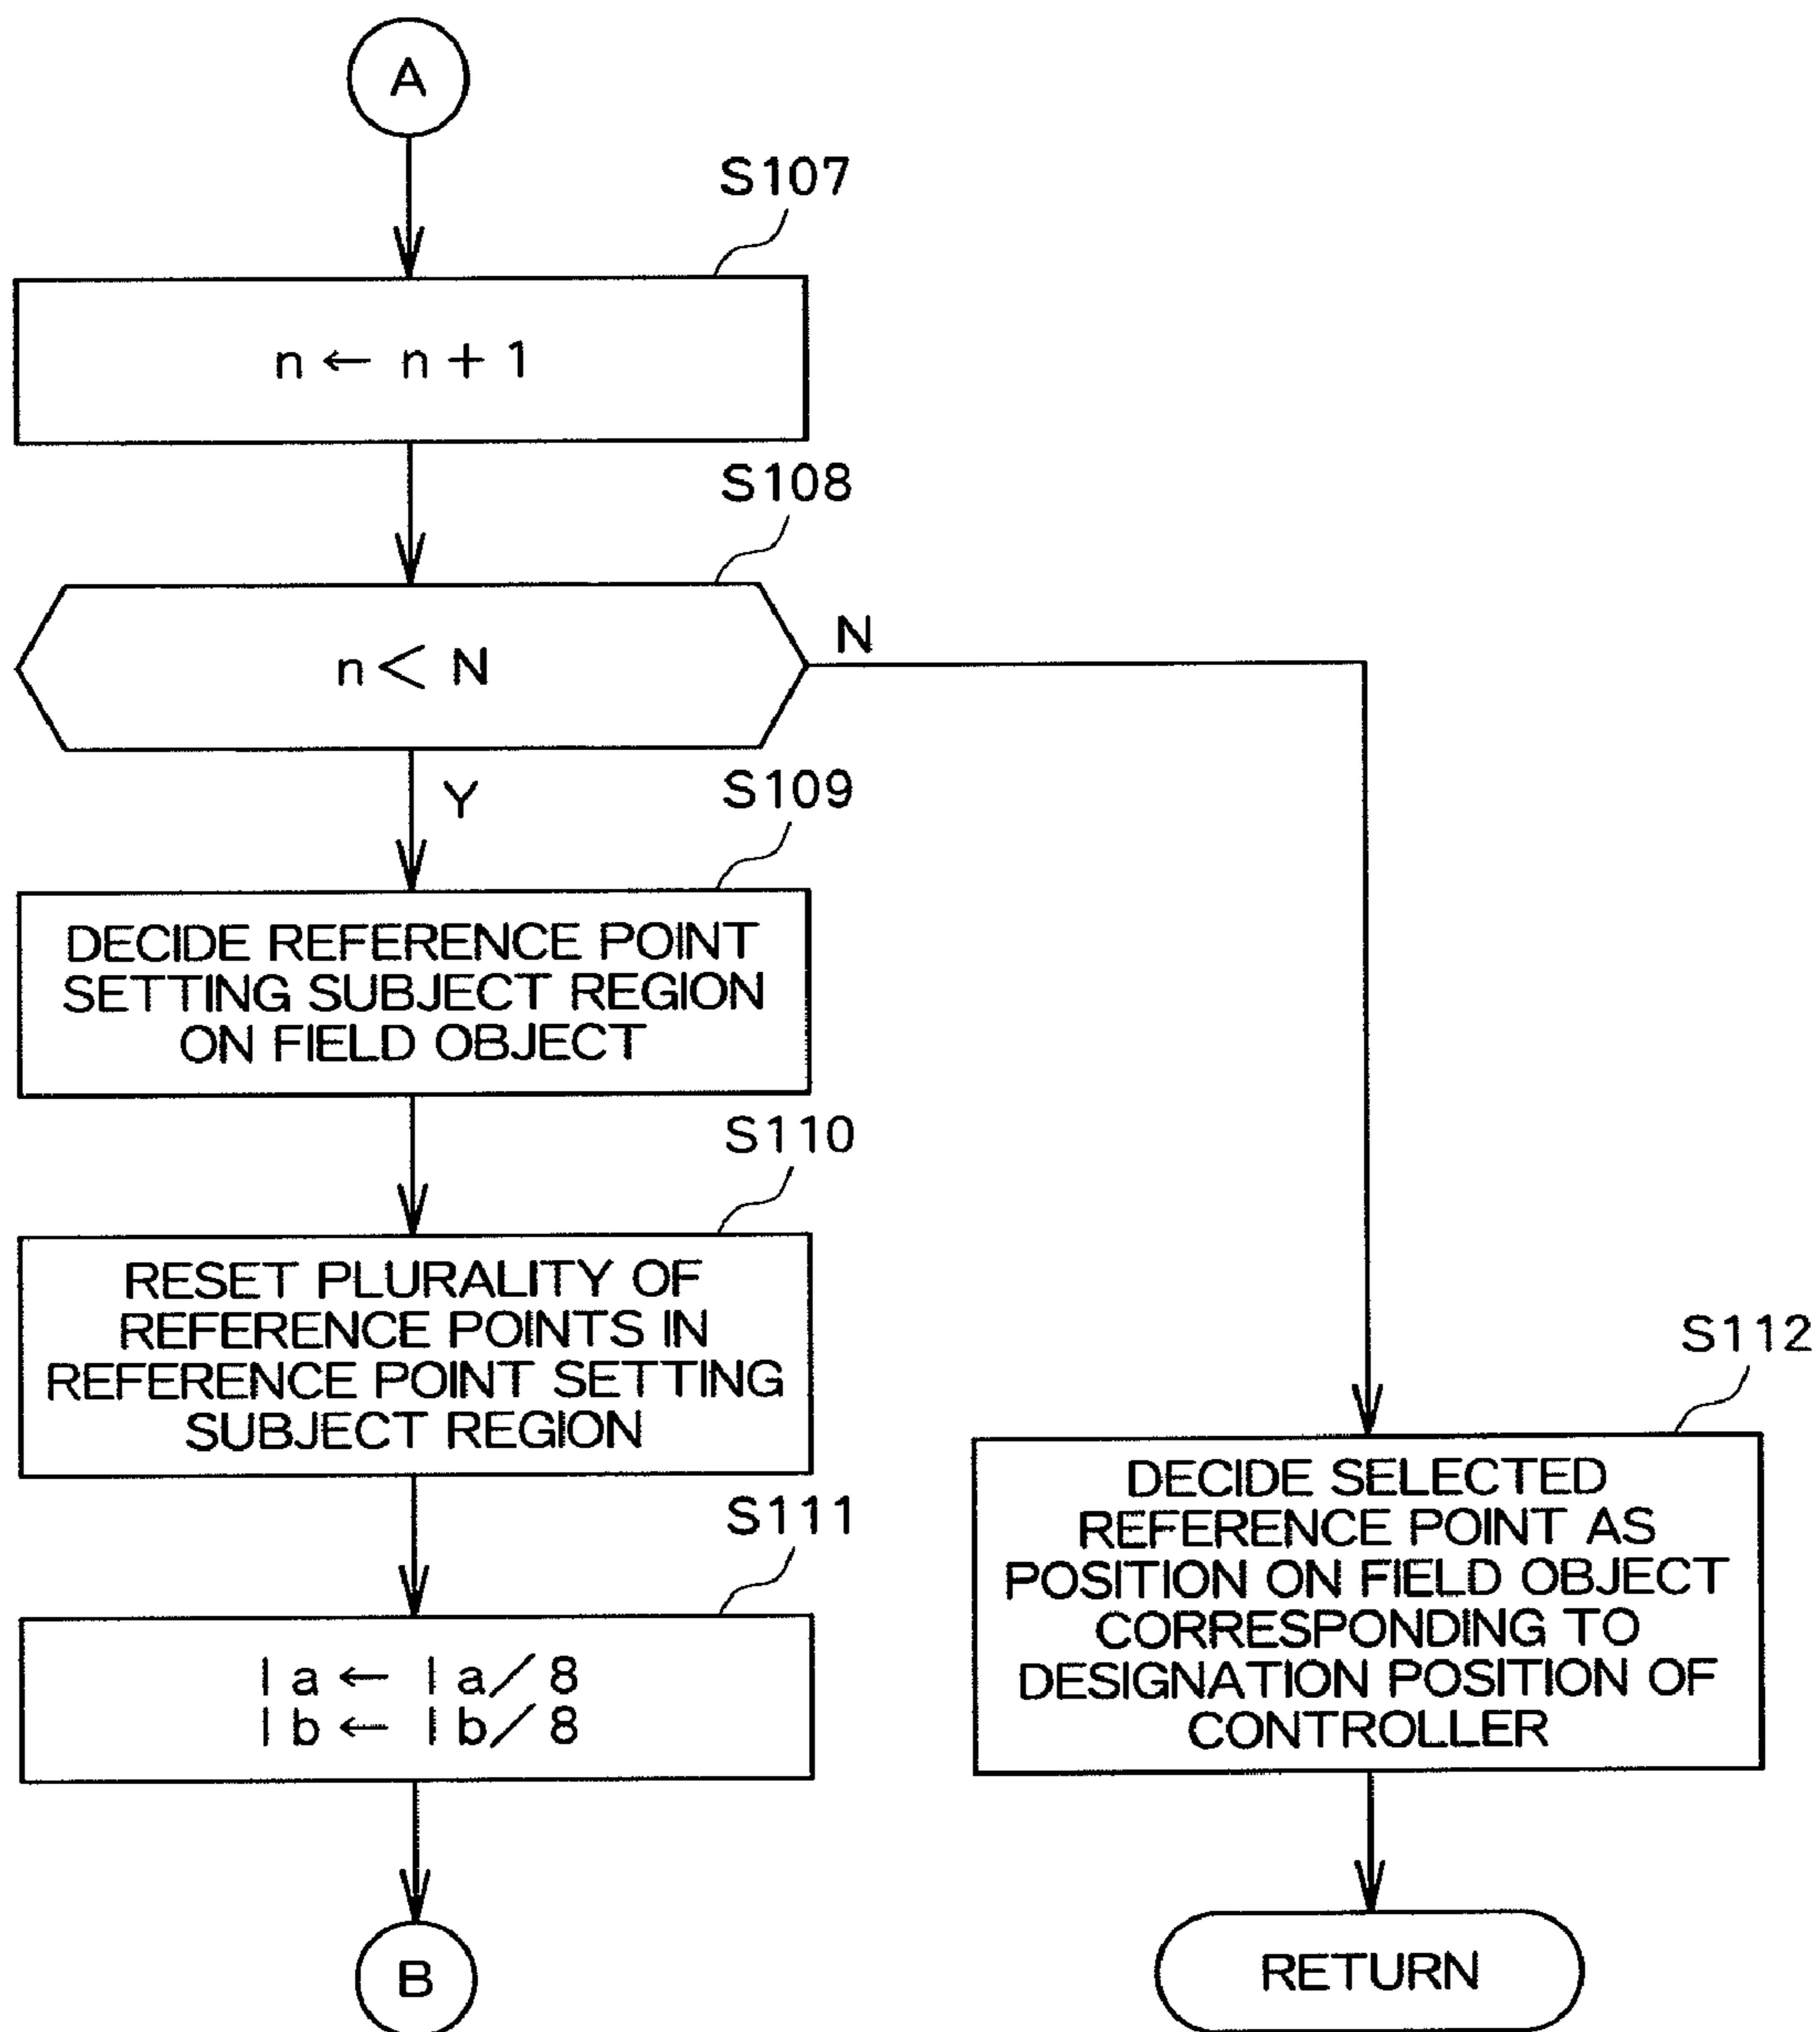 A
S107
n ← n + 1
S108
n < N
N
Y
S109
DECIDE REFERENCE POINT
SETTING SUBJECT REGION
ON FIELD OBJECT
S110
RESET PLURALITY OF
REFERENCE POINTS IN
REFERENCE POINT SETTING
SUBJECT REGION
S111
la ← la/8
lb ← lb/8
B
S112
DECIDE SELECTED
REFERENCE POINT AS
POSITION ON FIELD OBJECT
CORRESPONDING TO
DESIGNATION POSITION OF
CONTROLLER
RETURN